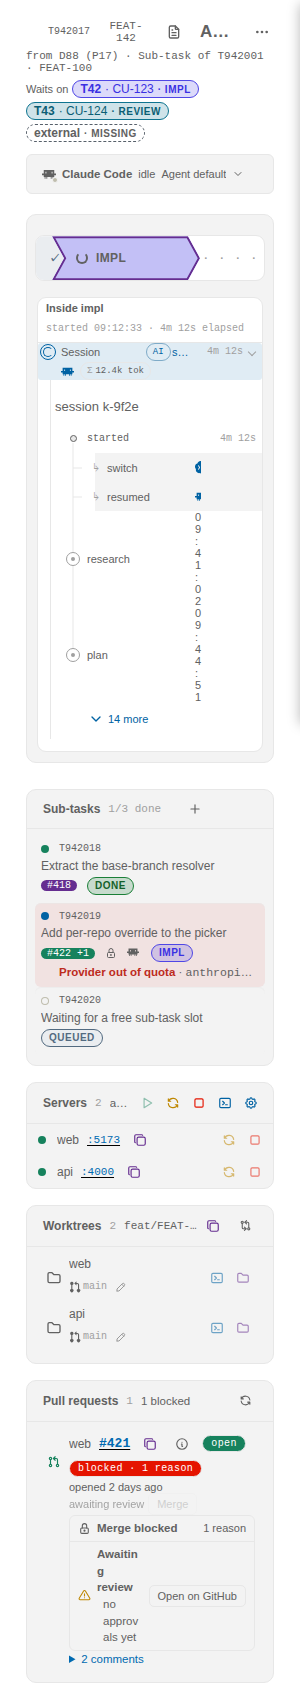 T942017 FEAT-142 A…
from D88 (P17) · Sub-task of T942001
· FEAT-100
Waits on T42 · CU-123 · IMPL
T43 · CU-124 · REVIEW
external · MISSING
Claude Code idle Agent default
✓ IMPL
Inside impl
started 09:12:33 · 4m 12s elapsed
Session AI s… 4m 12s
Σ 12.4k tok
session k-9f2e
started 4m 12s
↳ switch
↳ resumed
research 09:41:02
plan 09:44:51
14 more
Sub-tasks 1/3 done
T942018
Extract the base-branch resolver
#418 DONE
T942019
Add per-repo override to the picker
#422 +1 IMPL
Provider out of quota · anthropi…
T942020
Waiting for a free sub-task slot
QUEUED
Servers 2 a…
web :5173
api :4000
Worktrees 2 feat/FEAT-…
web
main
api
main
Pull requests 1 1 blocked
web #421 open
blocked · 1 reason
opened 2 days ago
awaiting review Merge
Merge blocked 1 reason
Awaiting review no approvals yet Open on GitHub
2 comments